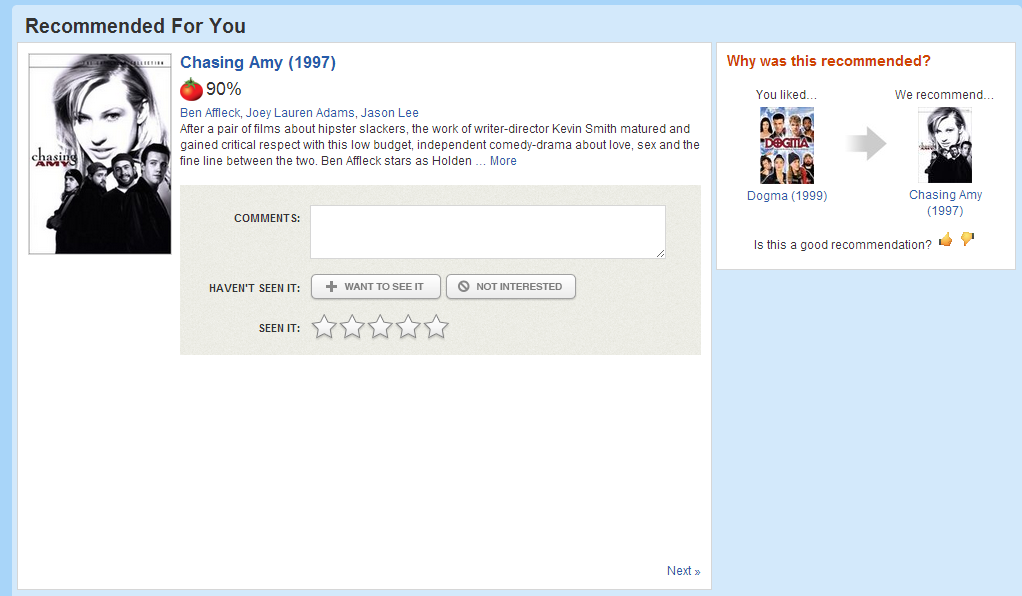 Recommended For You
THE CRITERION COLLECTION
chasing
AMY
Chasing Amy (1997)
90%
Ben Affleck, Joey Lauren Adams, Jason Lee
After a pair of films about hipster slackers, the work of writer-director Kevin Smith matured and
gained critical respect with this low budget, independent comedy-drama about love, sex and the
fine line between the two. Ben Affleck stars as Holden ... More
COMMENTS:
HAVEN'T SEEN IT: WANT TO SEE IT NOT INTERESTED
SEEN IT:
Next »
Why was this recommended?
You liked... We recommend...
DOGMA
Dogma (1999) Chasing Amy
(1997)
Is this a good recommendation?